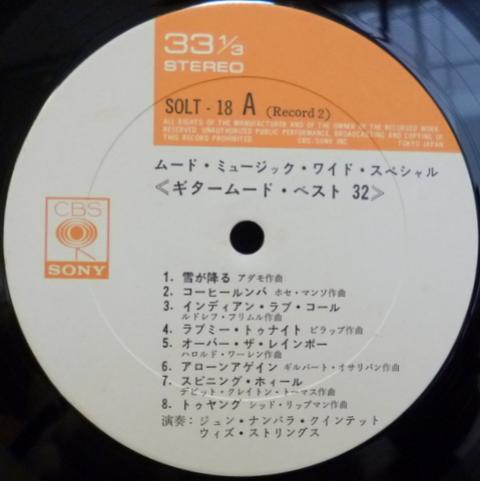 33 1/3
STEREO
SOLT - 18 A (Record 2)
ALL RIGHTS OF THE MANUFACTURER AND OF THE OWNER OF THE RECORDED WORK
RESERVED. UNAUTHORIZED PUBLIC PERFORMANCE, BROADCASTING AND COPYING OF
THIS RECORD PROHIBITED CBS/SONY INC. TOKYO JAPAN
ムード・ミュージック・ワイド・スペシャル
≪ギタームード・ベスト 32≫
CBS
SONY
1. 雪が降る アダモ作曲
2. コーヒールンバ ホセ・マンソ作曲
3. インディアン・ラブ・コール
ルドレフ・フリムル作曲
4. ラブミー・トゥナイト ピラップ作曲
5. オーバー・ザ・レインボー
ハロルド・ワーレン作曲
6. アローンアゲイン ギルバート・オサリバン作曲
7. スピニング・ホィール
デビット・クレイトン・トーマス作曲
8. トゥヤング シッド・リップマン作曲
演奏：ジュン・ナンバラ・クインテット
ウィズ・ストリングス